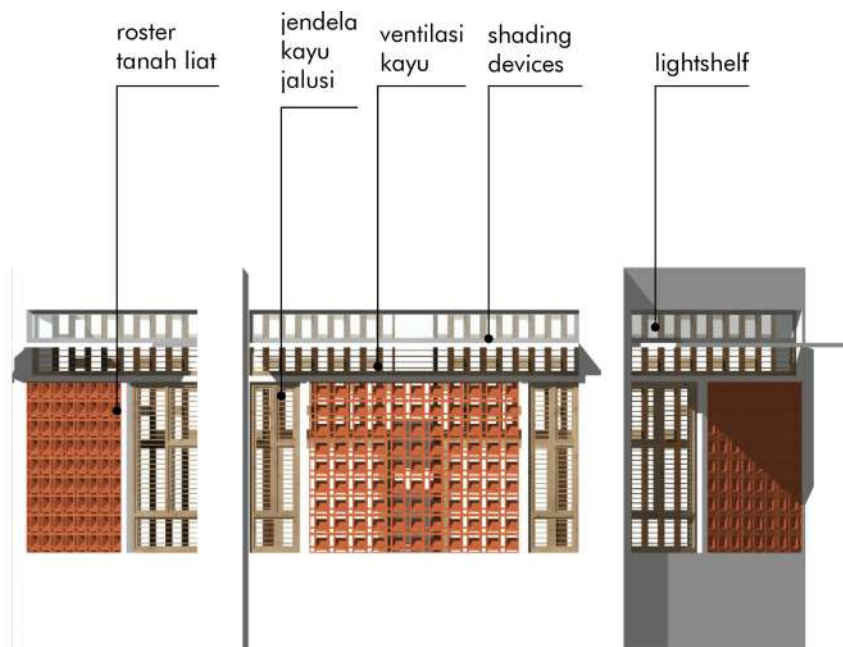 roster
tanah liat
jendela
kayu
jalusi
ventilasi
kayu
shading
devices
lightshelf